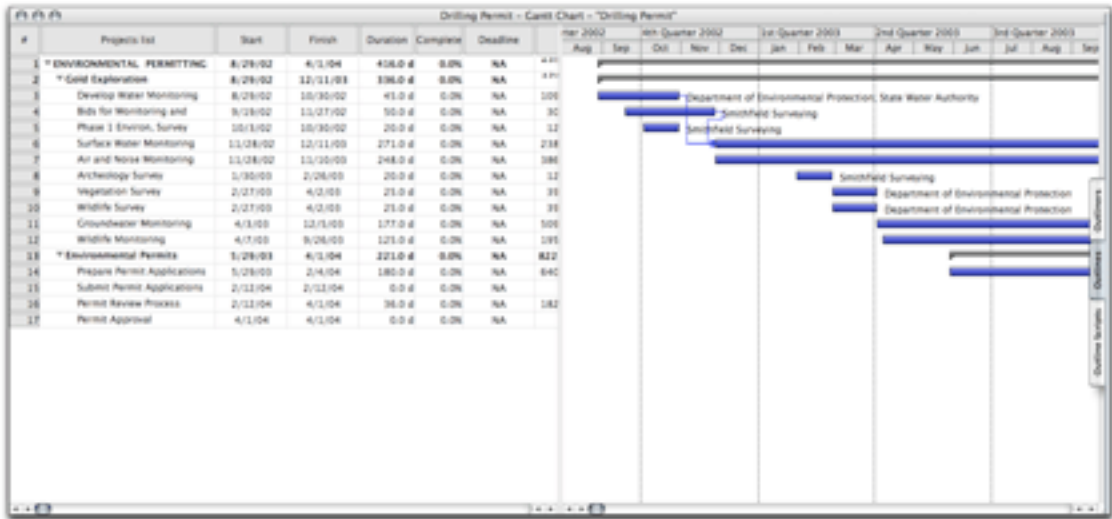 Drilling Permit – Gantt Chart – "Drilling Permit"
# Projects list Start Finish Duration Complete Deadline
ter 2002 4th Quarter 2002 1st Quarter 2003 2nd Quarter 2003 3rd Quarter 2003
Aug Sep Oct Nov Dec Jan Feb Mar Apr May Jun Jul Aug Sep
1 ENVIRONMENTAL PERMITTING 8/29/02 4/1/04 416.0 d 0.0% NA
2 Gold Exploration 8/29/02 12/11/03 336.0 d 0.0% NA
3 Develop Water Monitoring 8/29/02 10/30/02 45.0 d 0.0% NA Department of Environmental Protection; State Water Authority
4 Bids for Monitoring and 9/19/02 11/27/02 50.0 d 0.0% NA Smithfield Surveying
5 Phase 1 Environ. Survey 10/3/02 10/30/02 20.0 d 0.0% NA Smithfield Surveying
6 Surface Water Monitoring 11/28/02 12/11/03 271.0 d 0.0% NA
7 Air and Noise Monitoring 11/28/02 11/10/03 248.0 d 0.0% NA
8 Archeology Survey 1/30/03 2/26/03 20.0 d 0.0% NA Smithfield Surveying
9 Vegetation Survey 2/27/03 4/2/03 25.0 d 0.0% NA Department of Environmental Protection
10 Wildlife Survey 2/27/03 4/2/03 25.0 d 0.0% NA Department of Environmental Protection
11 Groundwater Monitoring 4/3/03 12/5/03 177.0 d 0.0% NA
12 Wildlife Monitoring 4/7/03 9/26/03 125.0 d 0.0% NA
13 Environmental Permits 5/29/03 4/1/04 221.0 d 0.0% NA
14 Prepare Permit Applications 5/29/03 2/4/04 180.0 d 0.0% NA
15 Submit Permit Applications 2/12/04 2/12/04 0.0 d 0.0% NA
16 Permit Review Process 2/12/04 4/1/04 36.0 d 0.0% NA
17 Permit Approval 4/1/04 4/1/04 0.0 d 0.0% NA
Outliners
Outlines
Outline Scripts